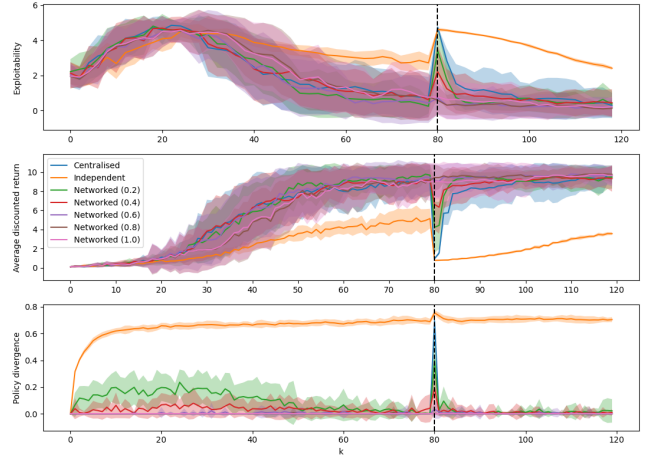 Exploitability
6
4
2
0
0 20 40 60 80 100 120
Average discounted return
10
8
6
4
2
0
Centralised
Independent
Networked (0.2)
Networked (0.4)
Networked (0.6)
Networked (0.8)
Networked (1.0)
0 10 20 30 40 50 60 70 80 90 100 110 120
Policy divergence
0.8
0.6
0.4
0.2
0.0
0 20 40 60 80 100 120
k